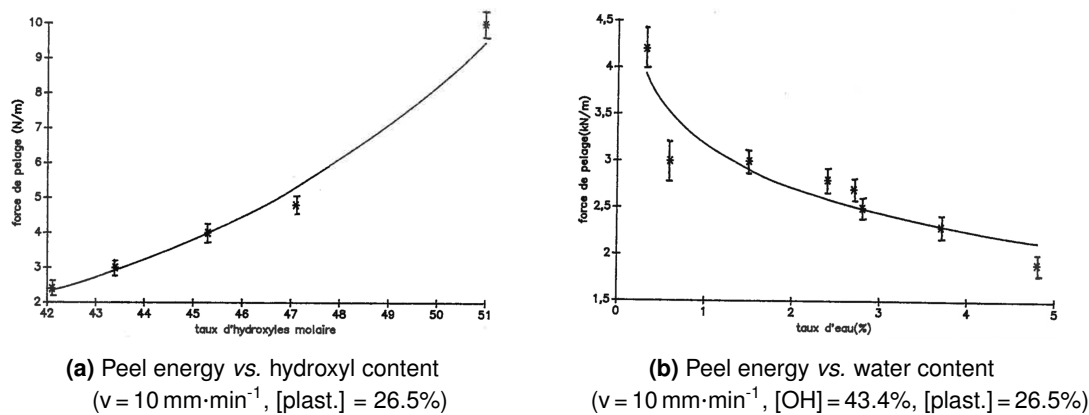 force de pelage (N/m)
10
9
8
7
6
5
4
3
2
42 43 44 45 46 47 48 49 50 51
taux d'hydroxyles molaire
force de pelage(kN/m)
4,5
4
3,5
3
2,5
2
1,5
0 1 2 3 4 5
taux d'eau(%)
(a) Peel energy vs. hydroxyl content
(v = 10 mm·min-1, [plast.] = 26.5%)
(b) Peel energy vs. water content
(v = 10 mm·min-1, [OH] = 43.4%, [plast.] = 26.5%)